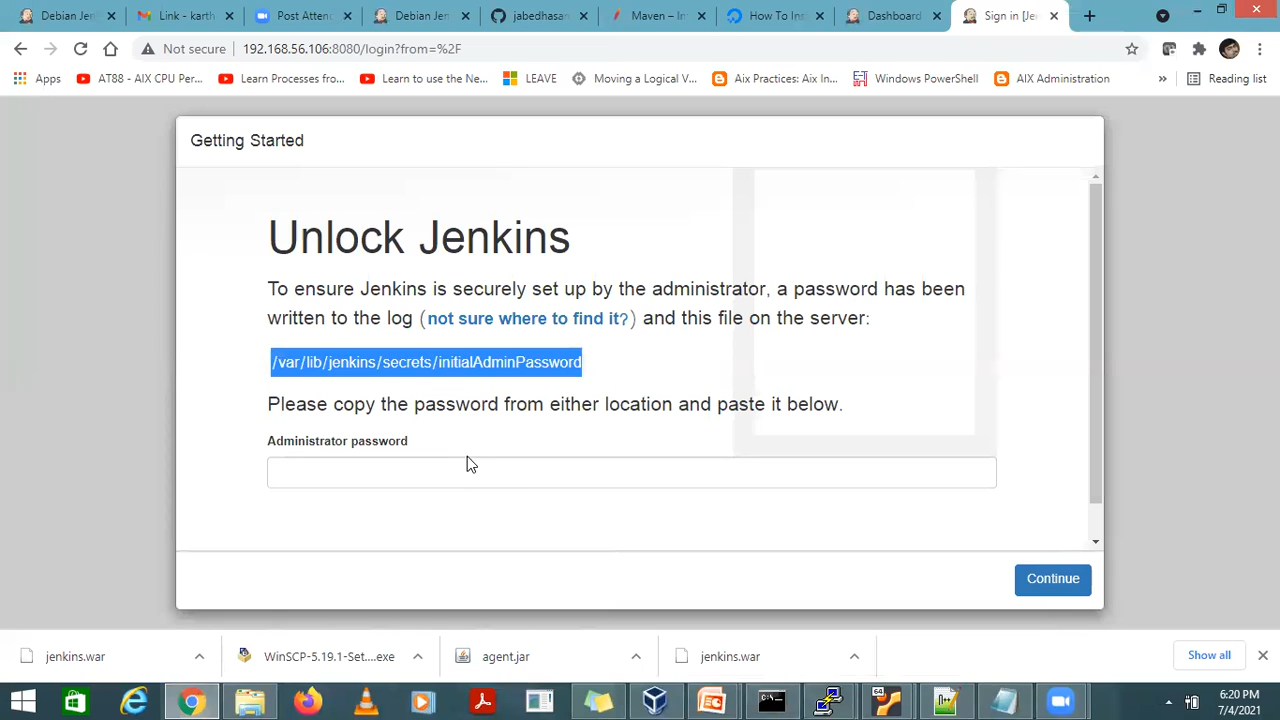 Debian Jen
Link - karth
Post Attend
Debian Jen
jabedhasan
Maven – In
How To Ins
Dashboard
Sign in [Jen
Not secure
192.168.56.106:8080/login?from=%2F
Apps
AT88 - AIX CPU Per...
Learn Processes fro...
Learn to use the Ne...
LEAVE
Moving a Logical V...
Aix Practices: Aix In...
Windows PowerShell
AIX Administration
»
Reading list
Getting Started
Unlock Jenkins
To ensure Jenkins is securely set up by the administrator, a password has been
written to the log (not sure where to find it?) and this file on the server:
/var/lib/jenkins/secrets/initialAdminPassword
Please copy the password from either location and paste it below.
Administrator password
Continue
jenkins.war
WinSCP-5.19.1-Set....exe
agent.jar
jenkins.war
Show all
64
6:20 PM
7/4/2021